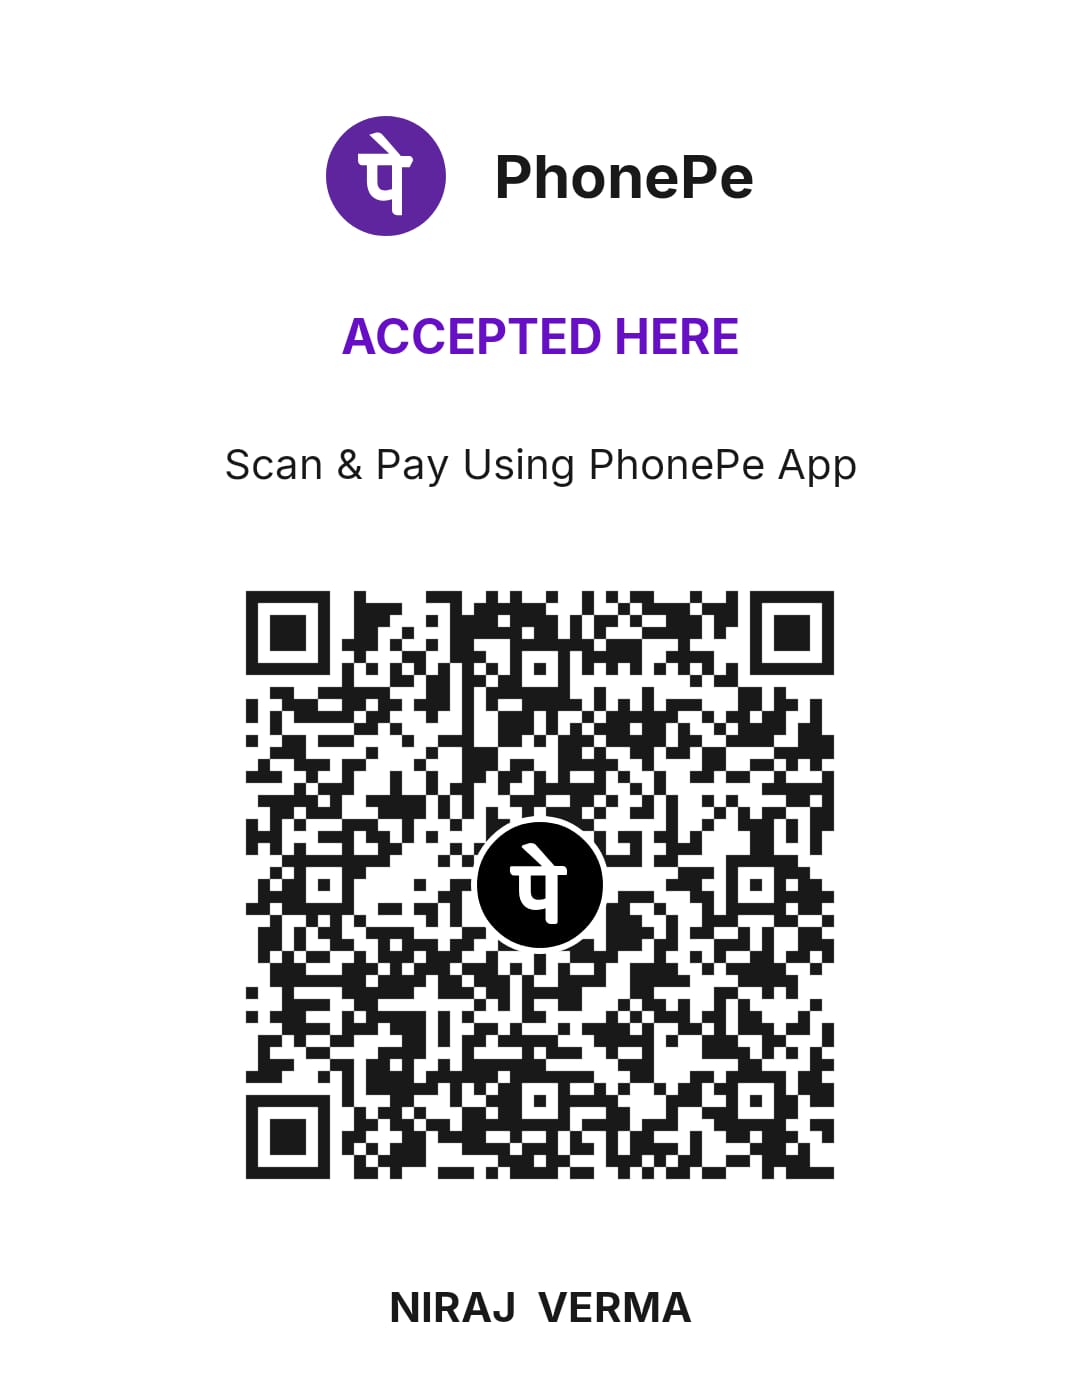 पे PhonePe
ACCEPTED HERE
Scan & Pay Using PhonePe App
पे
NIRAJ VERMA